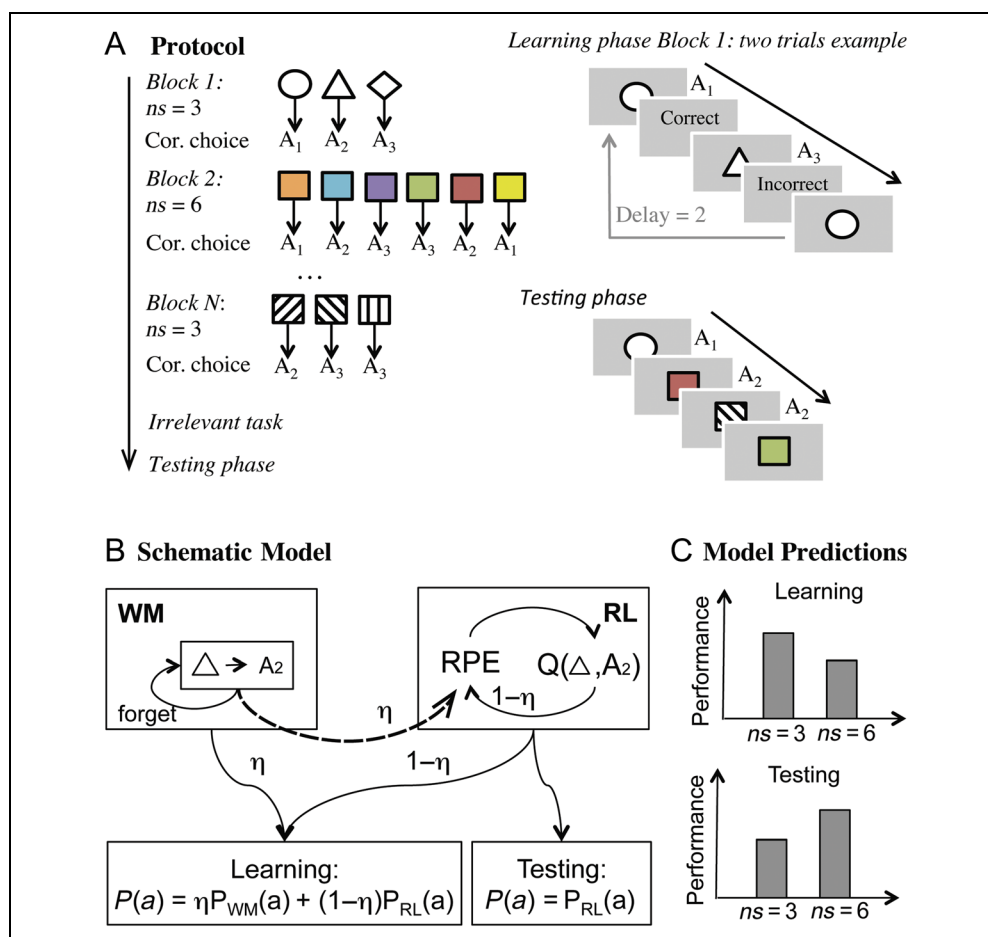 A Protocol
Block 1:
ns = 3
Cor. choice A₁ A₂ A₃
Block 2:
ns = 6
Cor. choice A₁ A₂ A₃ A₃ A₂ A₁
...
Block N:
ns = 3
Cor. choice A₂ A₃ A₃
Irrelevant task
Testing phase
Learning phase Block 1: two trials example
A₁
Correct
A₃
Incorrect
Delay = 2
Testing phase
A₁
A₂
A₂
B Schematic Model
WM
A₂
forget
η
RL
RPE Q(△,A₂)
1−η
η
1−η
Learning:
P(a) = ηP_WM(a) + (1−η)P_RL(a)
Testing:
P(a) = P_RL(a)
C Model Predictions
Learning
Performance
ns = 3 ns = 6
Testing
Performance
ns = 3 ns = 6